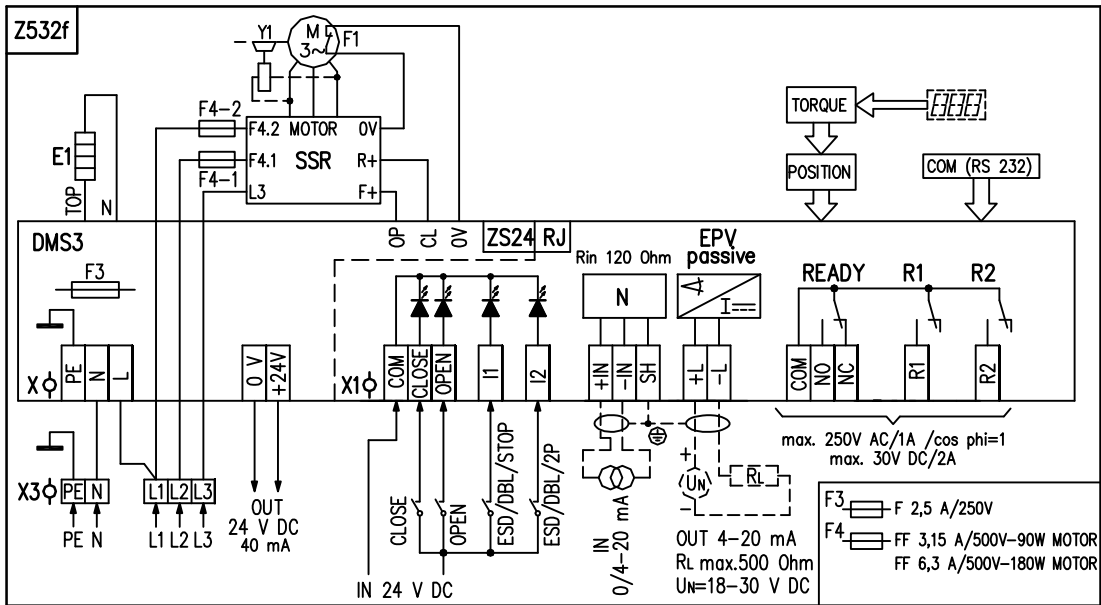 Z532f
Y1
M
3~
F1
F4-2
F4.2
MOTOR
0V
E1
SSR
F4.1
R+
F4-1
L3
F+
TOP
N
TORQUE
POSITION
COM (RS 232)
DMS3
OP
CL
0V
ZS24
RJ
EPV
passive
Rin 120 Ohm
F3
N
I
READY
R1
R2
X
PE
N
L
0 V
+24V
X1
COM
CLOSE
OPEN
I1
I2
+IN
-IN
SH
+L
-L
COM
NO
NC
R1
R2
max. 250V AC/1A /cos phi=1
max. 30V DC/2A
X3
PE
N
L1
L2
L3
PE N
L1 L2 L3
OUT
24 V DC
40 mA
CLOSE
OPEN
ESD/DBL/STOP
ESD/DBL/2P
IN 24 V DC
IN
0/4-20 mA
+
UN
-
RL
OUT 4-20 mA
RL max.500 Ohm
UN=18-30 V DC
F3
F 2,5 A/250V
F4
FF 3,15 A/500V-90W MOTOR
FF 6,3 A/500V-180W MOTOR